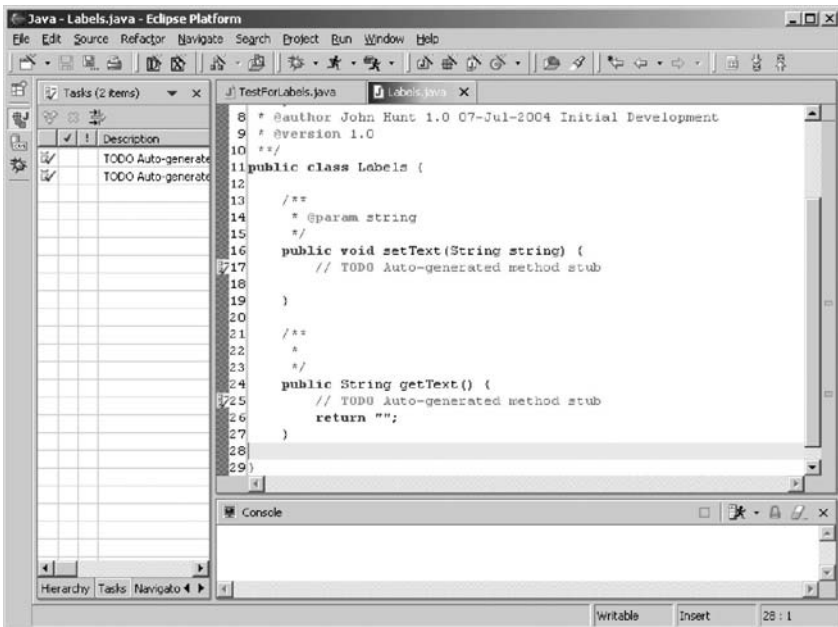 Java - Labels.java - Eclipse Platform
File Edit Source Refactor Navigate Search Project Run Window Help
Tasks (2 items)
TestForLabels.java
Labels.java
! Description
TODO Auto-generate
TODO Auto-generate
8 * @author John Hunt 1.0 07-Jul-2004 Initial Development
9 * @version 1.0
10 **/
11 public class Labels {
12
13 /**
14 * @param string
15 */
16 public void setText(String string) {
17 // TODO Auto-generated method stub
18
19 }
20
21 /**
22 *
23 */
24 public String getText() {
25 // TODO Auto-generated method stub
26 return "";
27 }
28
29 }
Console
Hierarchy Tasks Navigato
Writable Insert 28 : 1